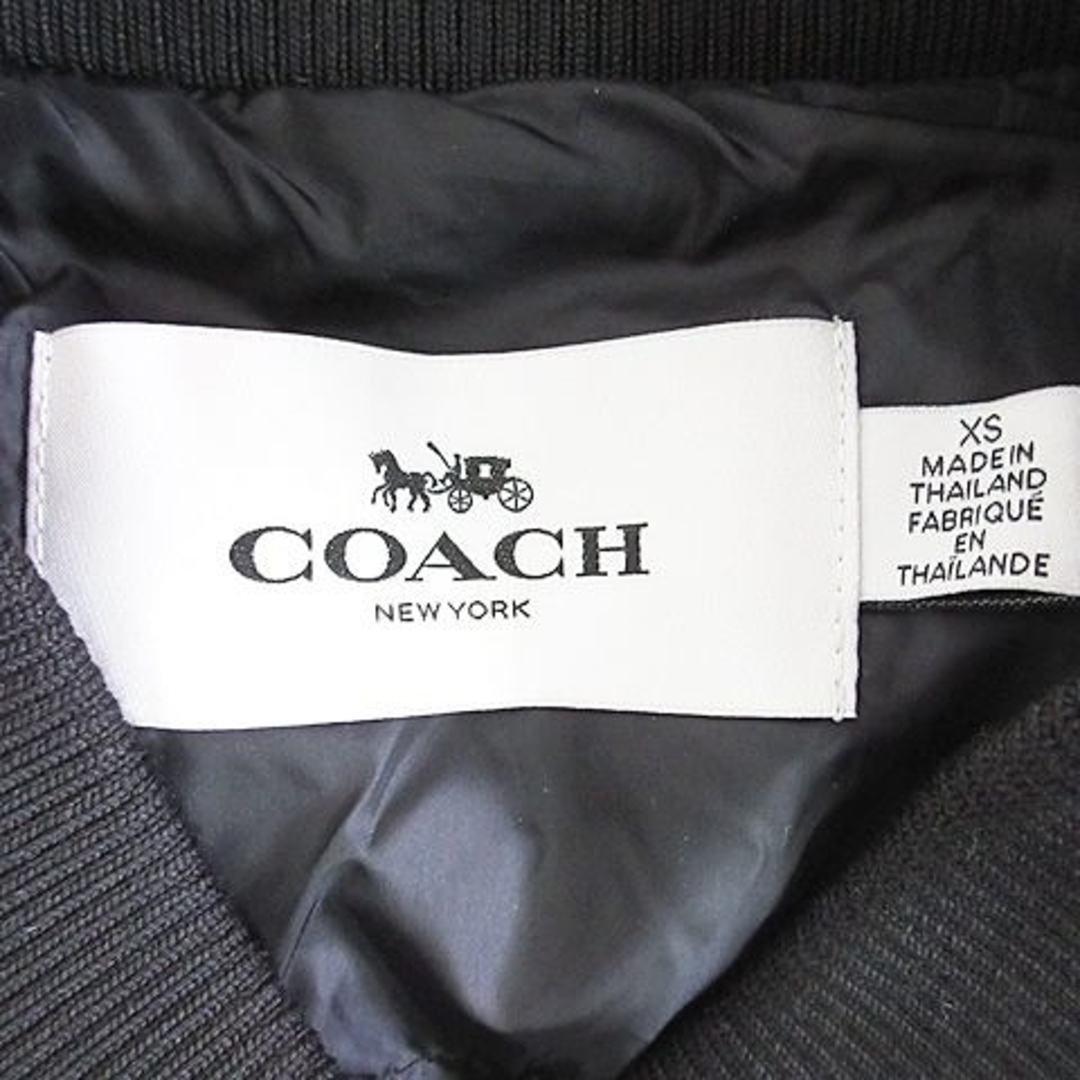 COACH
NEW YORK
XS
MADE IN
THAILAND
FABRIQUÉ
EN
THAÏLANDE